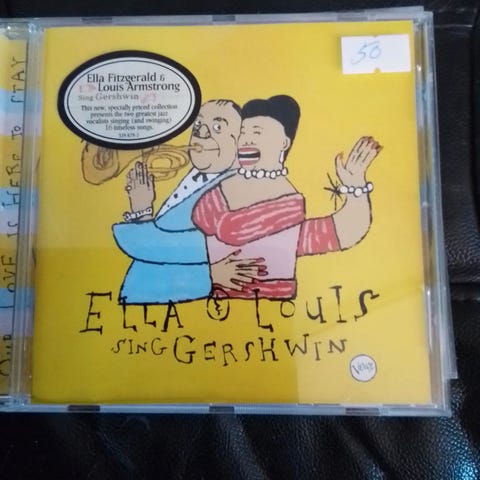 OUR LOVE IS HERE TO STAY
Ella Fitzgerald &
Louis Armstrong
Sing Gershwin
This new, specially priced collection
presents the two greatest jazz
vocalists singing (and swinging)
16 timeless songs.
50
ELLA & LOUIS
SING GERSHWIN
Verve